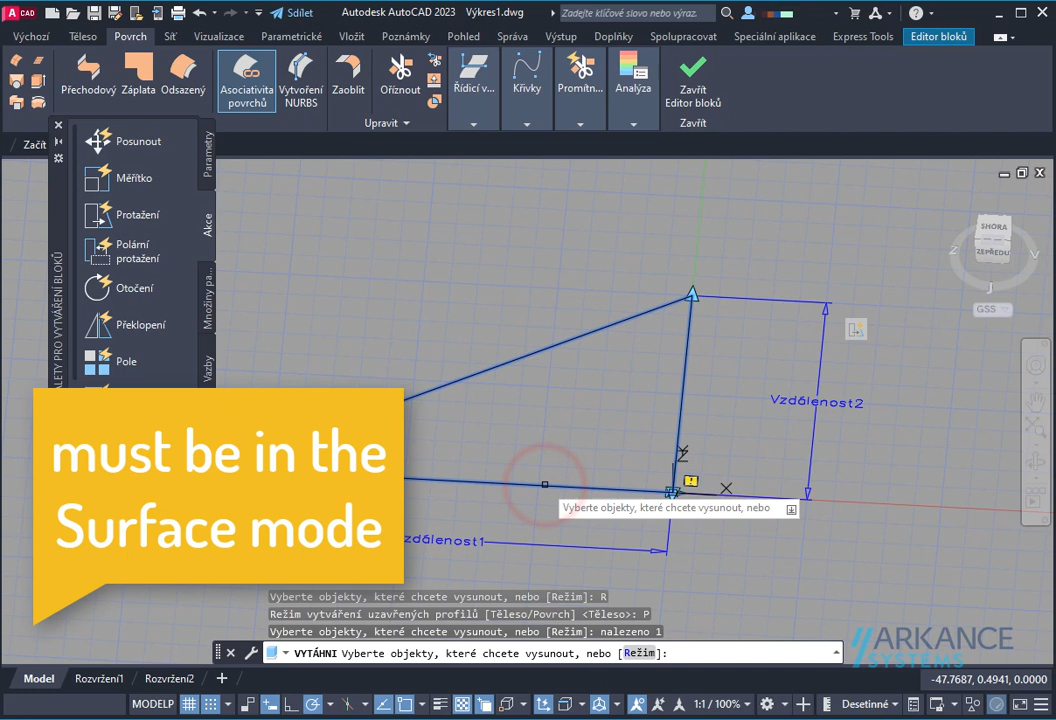 A CAD
Sdílet
Autodesk AutoCAD 2023
Výkres1.dwg
Zadejte klíčové slovo nebo výraz.
Výchozí
Těleso
Povrch
Síť
Vizualizace
Parametrické
Vložit
Poznámky
Pohled
Správa
Výstup
Doplňky
Spolupracovat
Speciální aplikace
Express Tools
Editor bloků
Přechodový
Záplata
Odsazený
Asociativita
povrchů
Vytvoření
NURBS
Zaoblit
Oříznout
Upravit
Řídicí v...
Křivky
Promítn...
Analýza
Zavřít
Editor bloků
Zavřít
Začít
Posunout
Měřítko
Protažení
Polární
protažení
Otočení
Překlopení
Pole
Parametry
Akce
Množiny pa...
Vazby
ALETY PRO VYTVÁŘENÍ BLOKŮ
SHORA
ZEPŘEDU
Z
V
J
GSS
Vzdálenost2
Z
Y
X
!
Vyberte objekty, které chcete vysunout, nebo
zdálenost1
must be in the
Surface mode
Vyberte objekty, které chcete vysunout, nebo [Režim]: R
Režim vytváření uzavřených profilů [Těleso/Povrch] <Těleso>: P
Vyberte objekty, které chcete vysunout, nebo [Režim]: nalezeno 1
VYTÁHNI Vyberte objekty, které chcete vysunout, nebo [Režim]:
ARKANCE
SYSTEMS
Model
Rozvržení1
Rozvržení2
+
-47.7687, 0.4941, 0.0000
MODELP
1:1 / 100%
Desetinné